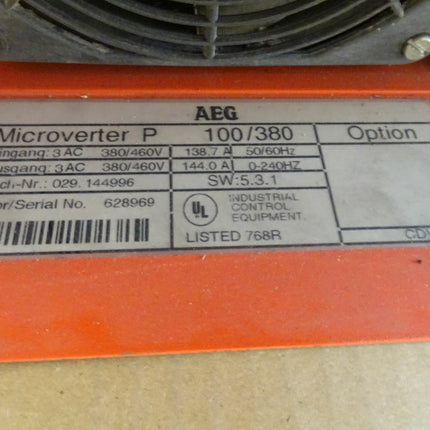 AEG
Microverter P 100/380 Option
ingang: 3 AC 380/460V 138.7 A 50/60Hz
usgang: 3 AC 380/460V 144.0 A 0-240HZ
ch-Nr.: 029.144996 SW:5.3.1
or/Serial No. 628969
UL
INDUSTRIAL
CONTROL
EQUIPMENT.
LISTED 768R